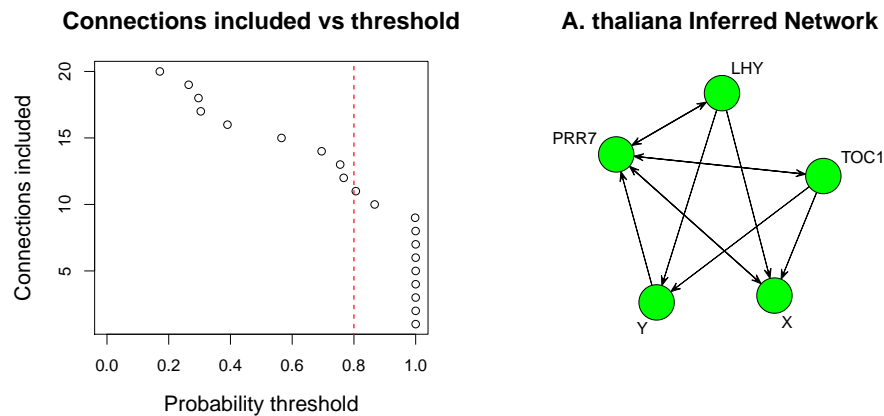 Connections included vs threshold
Connections included
20
15
10
5
0.0 0.2 0.4 0.6 0.8 1.0
Probability threshold
A. thaliana Inferred Network
LHY
PRR7
TOC1
Y
X